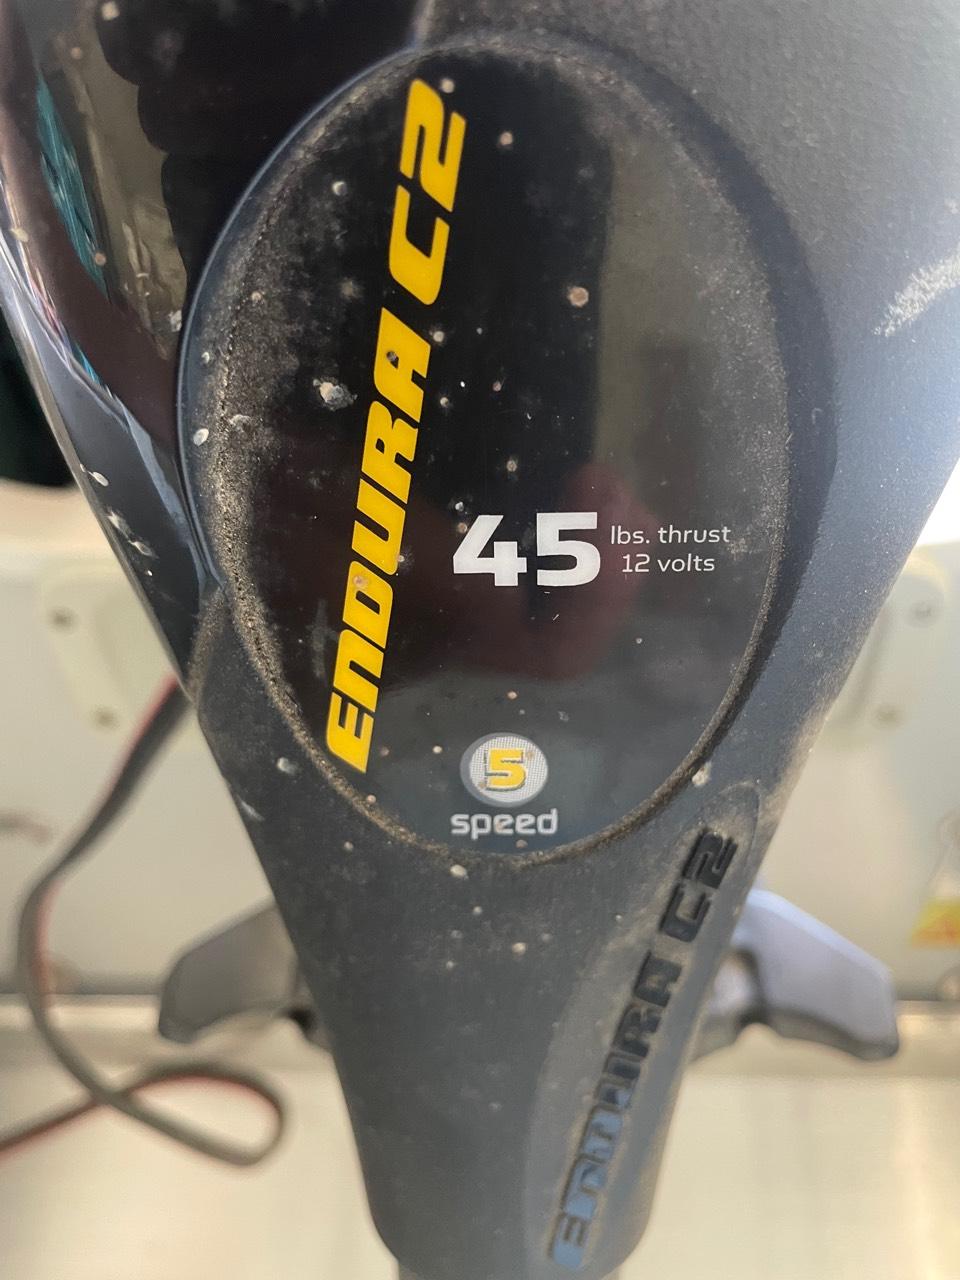 ENDURA C2
45 lbs. thrust
12 volts
5
speed
ENDURA C2